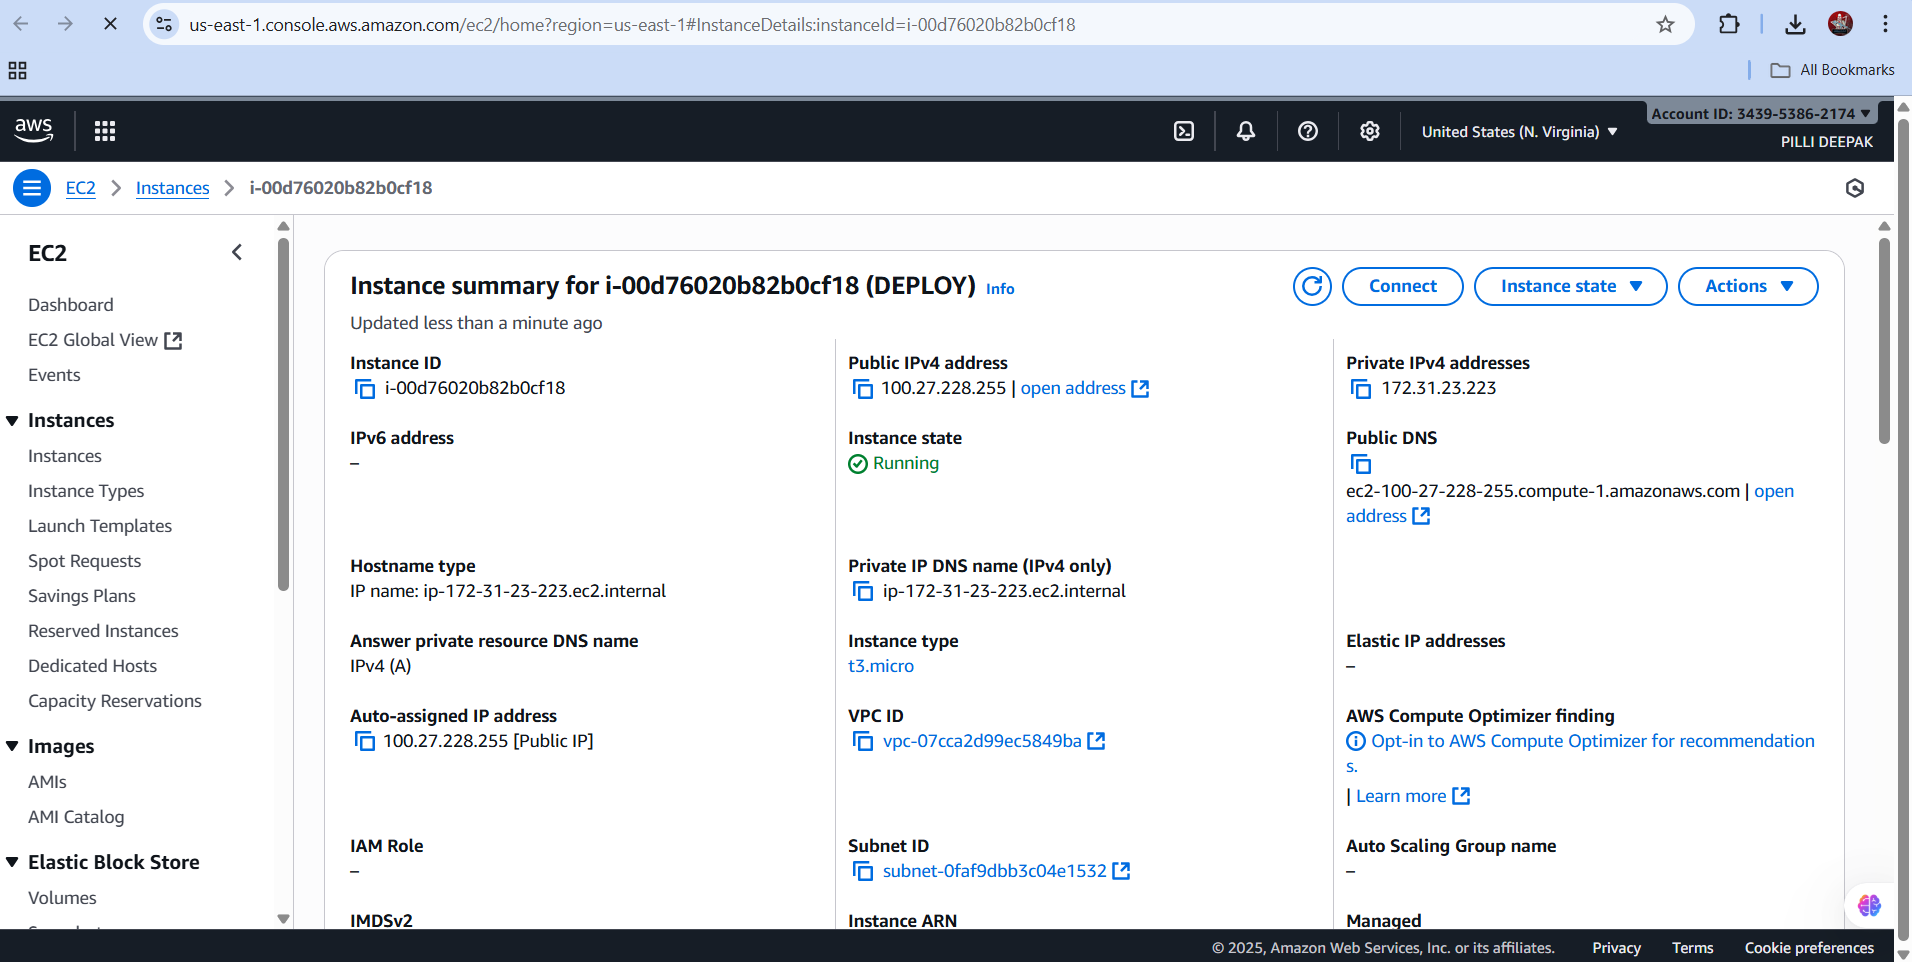 us-east-1.console.aws.amazon.com/ec2/home?region=us-east-1#InstanceDetails:instanceId=i-00d76020b82b0cf18
All Bookmarks
aws
United States (N. Virginia)
Account ID: 3439-5386-2174
PILLI DEEPAK
EC2 > Instances > i-00d76020b82b0cf18
EC2
Dashboard
EC2 Global View
Events
Instances
Instances
Instance Types
Launch Templates
Spot Requests
Savings Plans
Reserved Instances
Dedicated Hosts
Capacity Reservations
Images
AMIs
AMI Catalog
Elastic Block Store
Volumes
Instance summary for i-00d76020b82b0cf18 (DEPLOY) Info
Connect
Instance state
Actions
Updated less than a minute ago
Instance ID
i-00d76020b82b0cf18
Public IPv4 address
100.27.228.255 | open address
Private IPv4 addresses
172.31.23.223
IPv6 address
–
Instance state
Running
Public DNS
ec2-100-27-228-255.compute-1.amazonaws.com | open
address
Hostname type
IP name: ip-172-31-23-223.ec2.internal
Private IP DNS name (IPv4 only)
ip-172-31-23-223.ec2.internal
Answer private resource DNS name
IPv4 (A)
Instance type
t3.micro
Elastic IP addresses
–
Auto-assigned IP address
100.27.228.255 [Public IP]
VPC ID
vpc-07cca2d99ec5849ba
AWS Compute Optimizer finding
Opt-in to AWS Compute Optimizer for recommendation
s.
| Learn more
IAM Role
–
Subnet ID
subnet-0faf9dbb3c04e1532
Auto Scaling Group name
–
IMDSv2
Instance ARN
Managed
© 2025, Amazon Web Services, Inc. or its affiliates.
Privacy
Terms
Cookie preferences